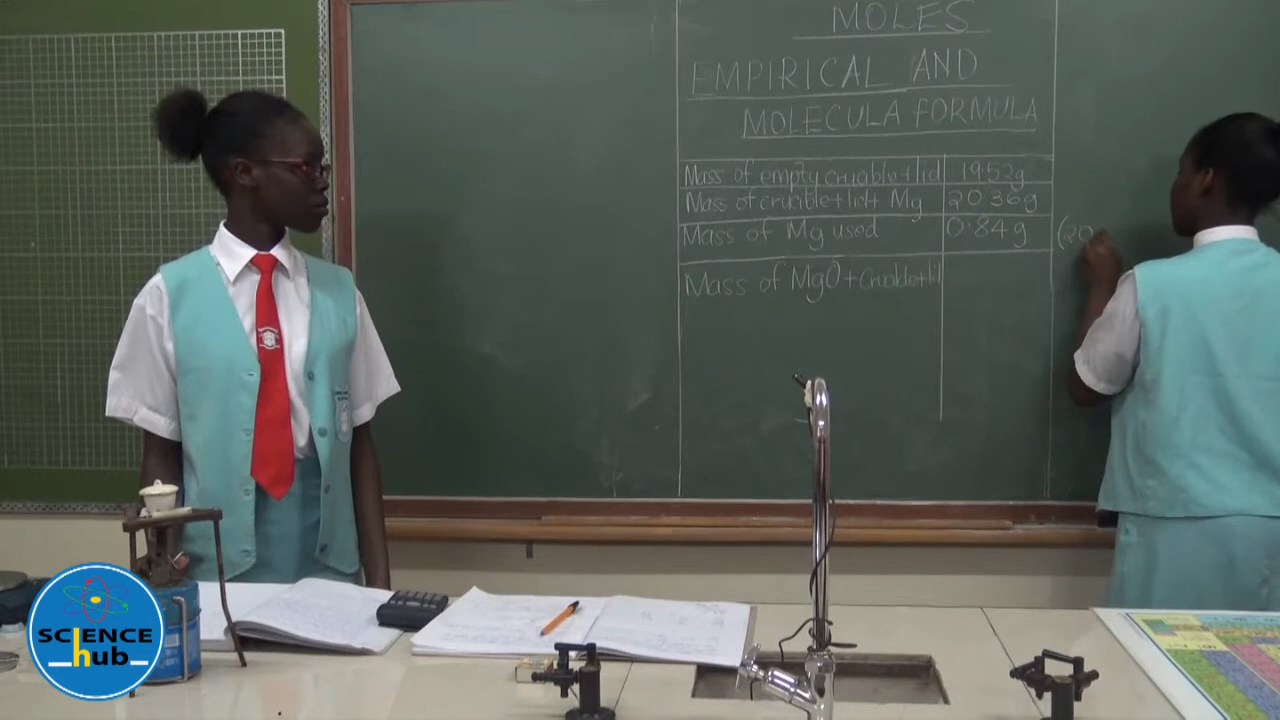 MOLES
EMPIRICAL AND
MOLECULA FORMULA
Mass of empty crucible+lid 19.52g
Mass of crucible+lid+ Mg 20 36g
Mass of Mg used 0.84g (20
Mass of MgO+Crucible+lid
SCIENCE
hub